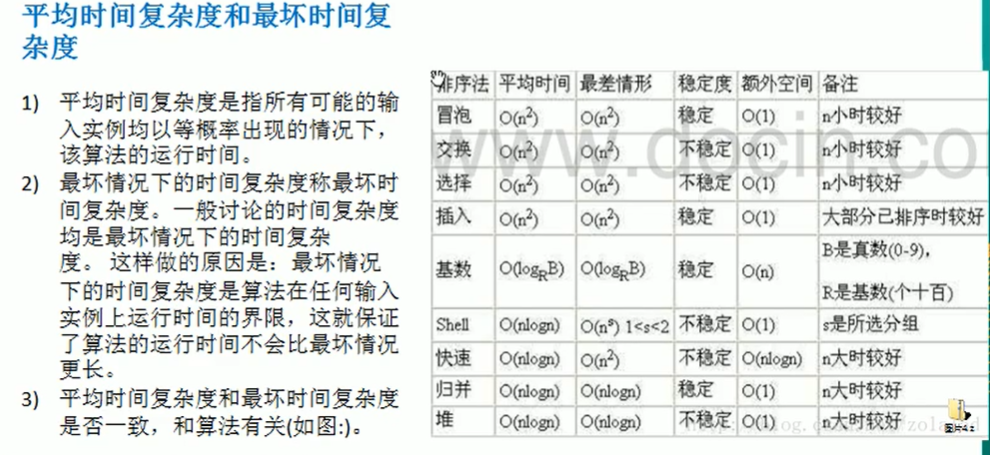 平均时间复杂度和最坏时间复
杂度
1) 平均时间复杂度是指所有可能的输
入实例均以等概率出现的情况下，
该算法的运行时间。
2) 最坏情况下的时间复杂度称最坏时
间复杂度。一般讨论的时间复杂度
均是最坏情况下的时间复杂
度。 这样做的原因是：最坏情况
下的时间复杂度是算法在任何输入
实例上运行时间的界限，这就保证
了算法的运行时间不会比最坏情况
更长。
3) 平均时间复杂度和最坏时间复杂度
是否一致，和算法有关(如图:)。
排序法 平均时间 最差情形 稳定度 额外空间 备注
冒泡 O(n²) O(n²) 稳定 O(1) n小时较好
交换 O(n²) O(n²) 不稳定 O(1) n小时较好
选择 O(n²) O(n²) 不稳定 O(1) n小时较好
插入 O(n²) O(n²) 稳定 O(1) 大部分已排序时较好
基数 O(logRB) O(logRB) 稳定 O(n) B是真数(0-9)，
R是基数(个十百)
Shell O(nlogn) O(nˢ) 1<s<2 不稳定 O(1) s是所选分组
快速 O(nlogn) O(n²) 不稳定 O(nlogn) n大时较好
归并 O(nlogn) O(nlogn) 稳定 O(1) n大时较好
堆 O(nlogn) O(nlogn) 不稳定 O(1) n大时较好
www.docin.co
图片4.z